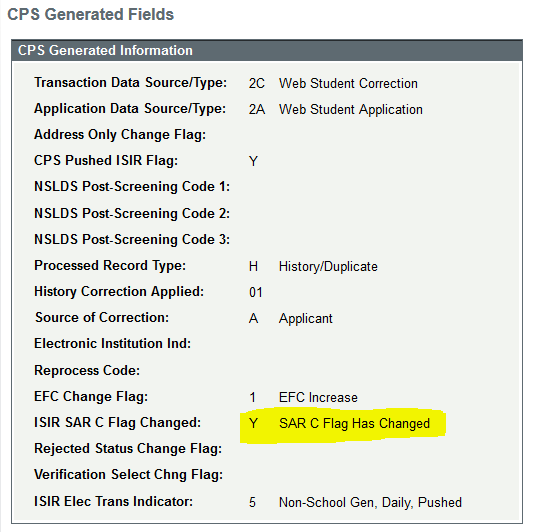 CPS Generated Fields
CPS Generated Information
Transaction Data Source/Type: 2C Web Student Correction
Application Data Source/Type: 2A Web Student Application
Address Only Change Flag:
CPS Pushed ISIR Flag: Y
NSLDS Post-Screening Code 1:
NSLDS Post-Screening Code 2:
NSLDS Post-Screening Code 3:
Processed Record Type: H History/Duplicate
History Correction Applied: 01
Source of Correction: A Applicant
Electronic Institution Ind:
Reprocess Code:
EFC Change Flag: 1 EFC Increase
ISIR SAR C Flag Changed: Y SAR C Flag Has Changed
Rejected Status Change Flag:
Verification Select Chng Flag:
ISIR Elec Trans Indicator: 5 Non-School Gen, Daily, Pushed